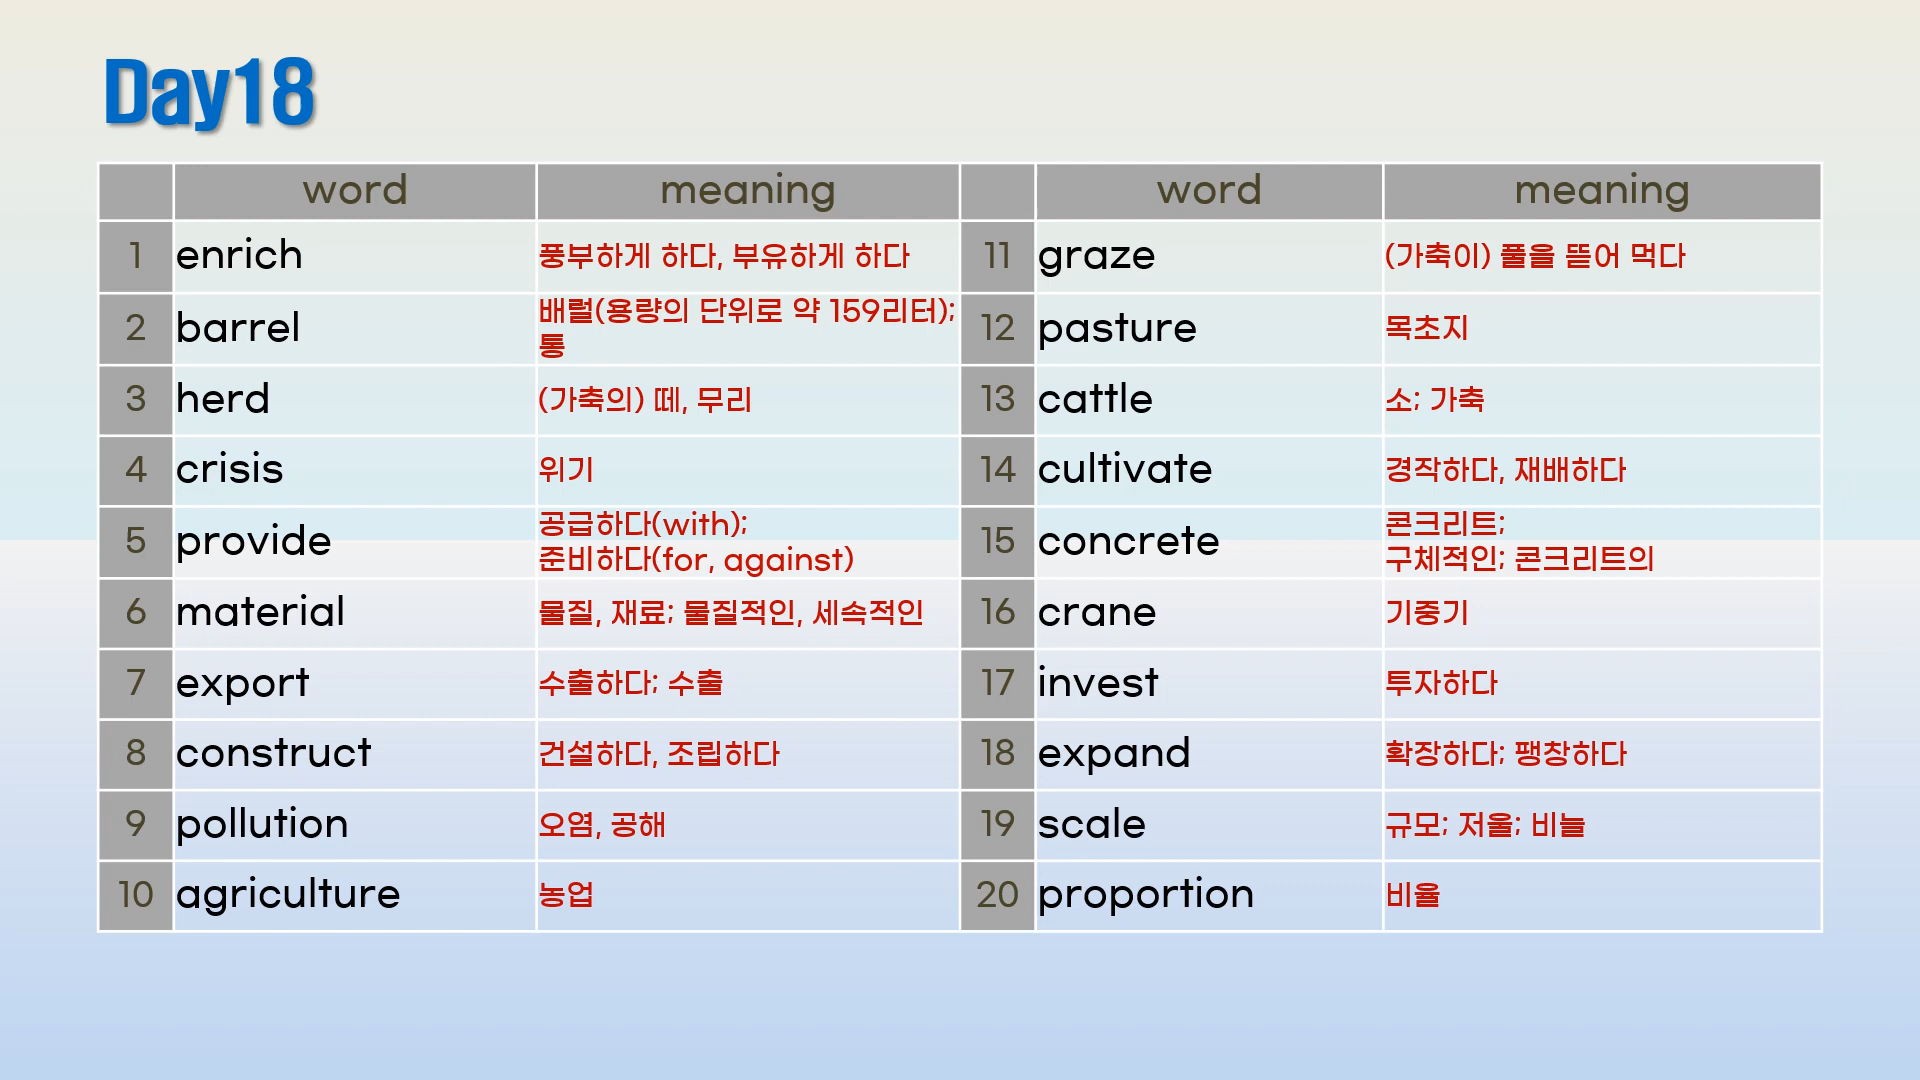 Day18
word meaning word meaning
1 enrich 풍부하게 하다, 부유하게 하다 11 graze (가축이) 풀을 뜯어 먹다
2 barrel 배럴(용량의 단위로 약 159리터); 통 12 pasture 목초지
3 herd (가축의) 떼, 무리 13 cattle 소; 가축
4 crisis 위기 14 cultivate 경작하다, 재배하다
5 provide 공급하다(with); 준비하다(for, against) 15 concrete 콘크리트; 구체적인; 콘크리트의
6 material 물질, 재료; 물질적인, 세속적인 16 crane 기중기
7 export 수출하다; 수출 17 invest 투자하다
8 construct 건설하다, 조립하다 18 expand 확장하다; 팽창하다
9 pollution 오염, 공해 19 scale 규모; 저울; 비늘
10 agriculture 농업 20 proportion 비율